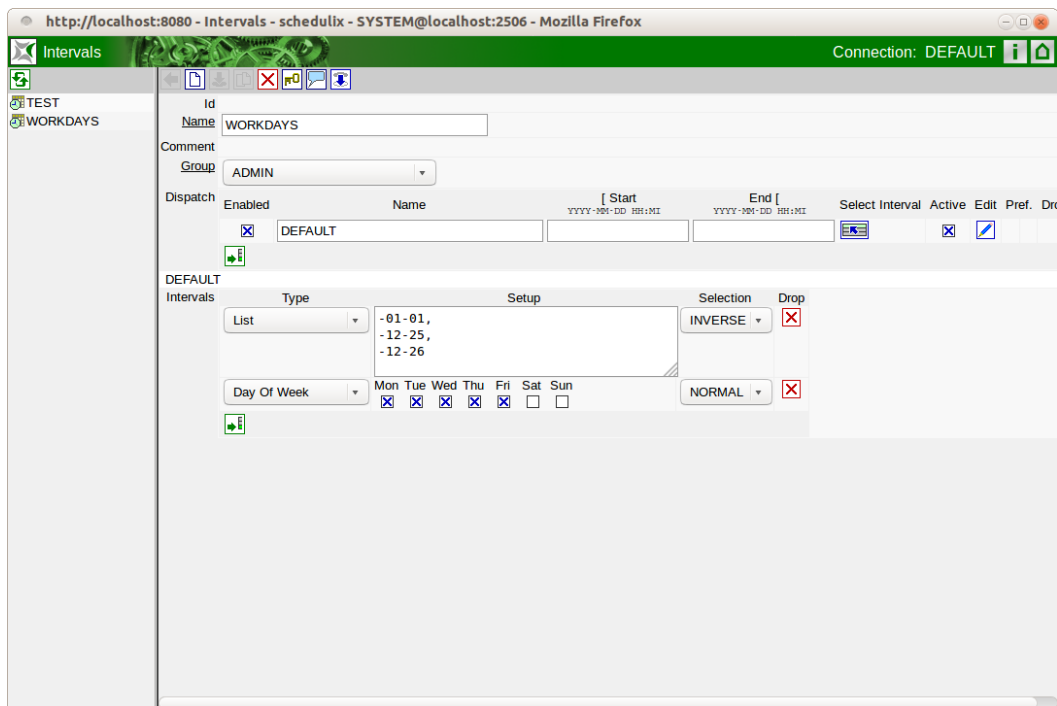 http://localhost:8080 - Intervals - schedulix - SYSTEM@localhost:2506 - Mozilla Firefox
Intervals
Connection: DEFAULT
TEST
WORKDAYS
Id
Name WORKDAYS
Comment
Group ADMIN
Dispatch Enabled Name [ Start End [ Select Interval Active Edit Pref. Dro
YYYY-MM-DD HH:MI YYYY-MM-DD HH:MI
DEFAULT
DEFAULT
Intervals Type Setup Selection Drop
List -01-01, INVERSE
-12-25,
-12-26
Mon Tue Wed Thu Fri Sat Sun
Day Of Week NORMAL